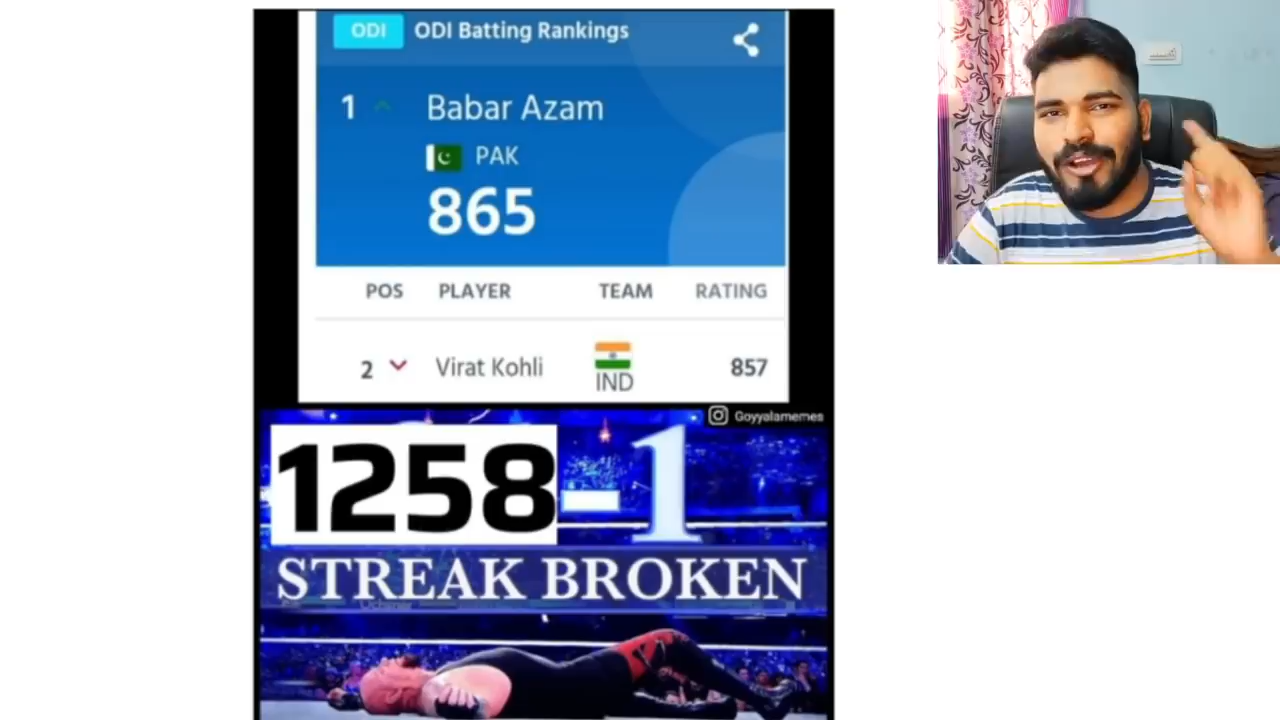 ODI ODI Batting Rankings
1 Babar Azam
PAK
865
POS PLAYER TEAM RATING
2 Virat Kohli IND 857
Goyyalamemes
1258-1
STREAK BROKEN